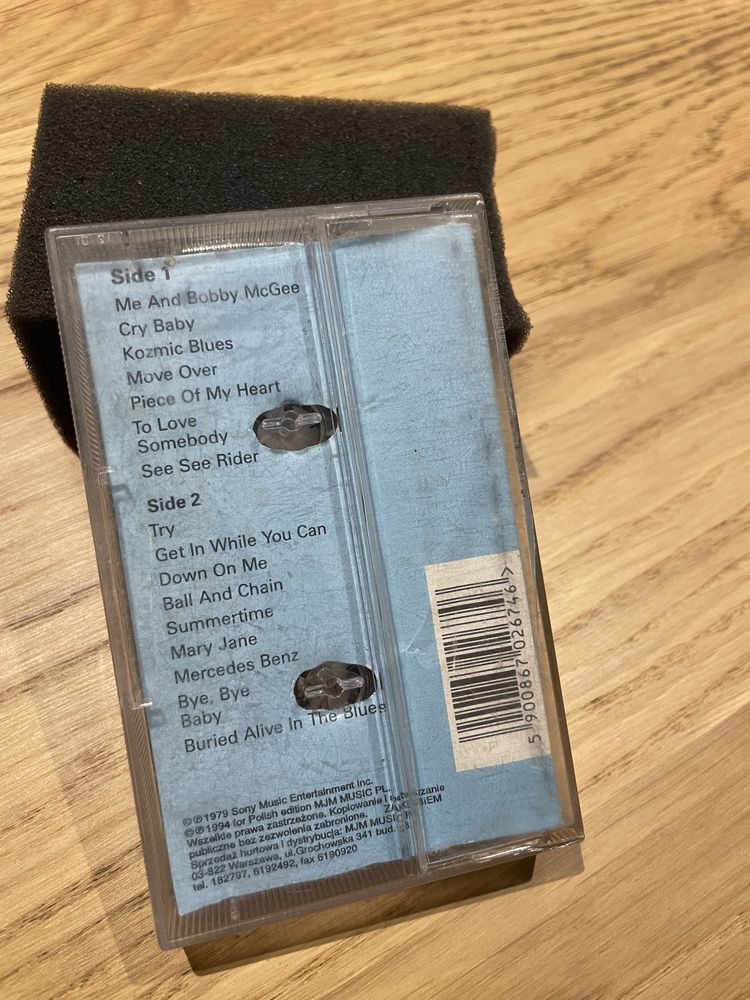 Side 1
Me And Bobby McGee
Cry Baby
Kozmic Blues
Move Over
Piece Of My Heart
To Love
Somebody
See See Rider
Side 2
Try
Get In While You Can
Down On Me
Ball And Chain
Summertime
Mary Jane
Mercedes Benz
Bye, Bye
Baby
Buried Alive In The Blues
©℗ 1979 Sony Music Entertainment Inc.
©℗ 1994 for Polish edition MJM MUSIC PL.
Wszelkie prawa zastrzeżone. Kopiowanie i
publiczne bez zezwolenia zabronione.
Sprzedaż hurtowa i dystrybucja: MJM MUSIC
03-822 Warszawa, ul.Grochowska 341 bud.
tel. 182797, 6192492, fax 6190920
5 900867 026746 >